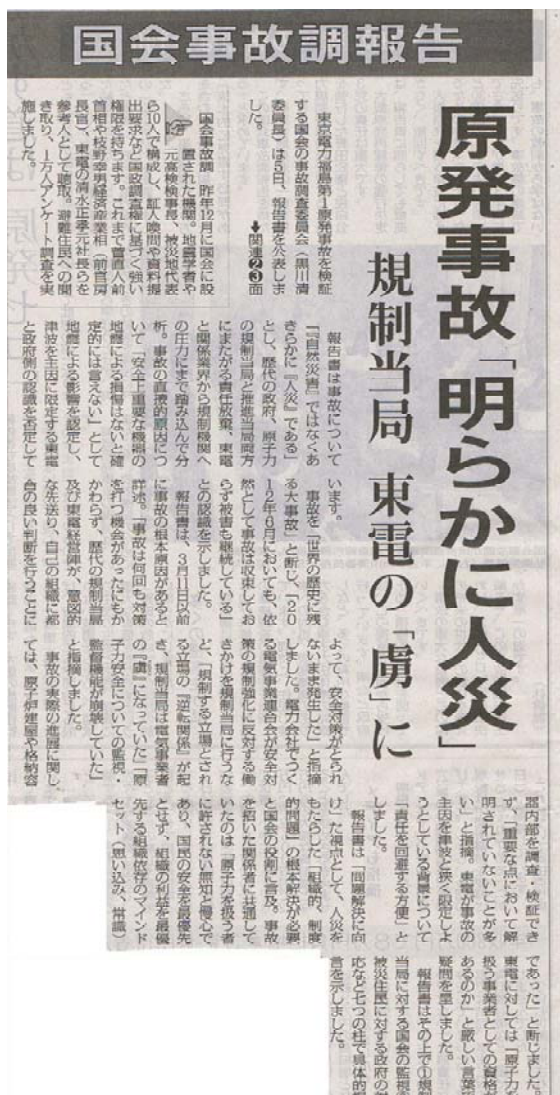 国会事故調報告
原発事故「明らかに人災」
規制当局 東電の「虜」に
東京電力福島第1原発事故を検証
する国会の事故調査委員会（黒川清
委員長）は5日、報告書を公表しま
した。
➡関連❷❸面
国会事故調 昨年12月に国会に設
置された機関。地震学者や
元高検検事長、被災地代表
ら10人で構成し、証人喚問や資料提
出要求など国政調査権に基づく強い
権限を持ちます。これまで菅直人前
首相や枝野幸男経済産業相（前官房
長官）、東電の清水正孝元社長らを
参考人として聴取。避難住民への聞
き取り、1万人アンケート調査を実
施しました。
報告書は事故について
「『自然災害』ではなくあ
きらかに『人災』である」
とし、歴代の政府、原子力
の規制当局と推進当局両方
にまたがる責任放棄、東電
と関係業界から規制機関へ
の圧力にまで踏み込んで分
析。事故の直接的原因につ
いて「安全上重要な機器の
地震による損傷はないと確
定的には言えない」として
地震による影響を認定し、
津波を主因に限定する東電
と政府側の認識を否定して
います。
事故を「世界の歴史に残
る大事故」と断じ、「20
12年6月においても、依
然として事故は収束してお
らず被害も継続している」
との認識を示しました。
報告書は、3月11日以前
に事故の根本原因があると
詳述。「事故は何回も対策
を打つ機会があったにもか
かわらず、歴代の規制当局
及び東電経営陣が、意図的
な先送り、自己の組織に都
合の良い判断を行うことに
よって、安全対策がとられ
ないまま発生した」と指摘
しました。電力会社でつく
る電気事業連合会が安全対
策の規制強化に反対する働
きかけを規制当局に行うな
ど、「規制する立場とされ
る立場の『逆転関係』が起
き、規制当局は電気事業者
の『虜』になっていた」「原
子力安全についての監視・
監督機能が崩壊していた」
と指摘しました。
事故の実際の進展に関し
ては、原子炉建屋や格納容
器内部を調査・検証でき
ず、「重要な点において解
明されていないことが多
い」と指摘。東電が事故の
主因を津波と狭く限定しよ
うとしている背景について
「責任を回避する方便」と
しました。
報告書は「問題解決に向
け」た視点として、人災を
もたらした「組織的、制度
的問題」の根本解決が必要
と国会の役割に言及。事故
を招いた関係者に共通して
いたのは「原子力を扱う者
に許されない無知と慢心で
あり、国民の安全を最優先
とせず、組織の利益を最優
先する組織依存のマインド
セット（思い込み、常識）
であった」と断じました。
東電に対しては「原子力を
扱う事業者としての資格が
あるのか」と厳しい言葉で
疑問を呈しました。
報告書はその上で①規制
当局に対する国会の監視②
被災住民に対する政府の対
応など七つの柱で具体的提
言を示しました。